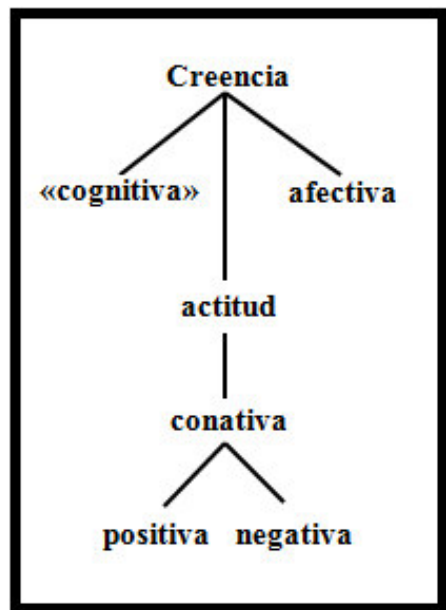 Creencia
«cognitiva» afectiva
actitud
conativa
positiva negativa